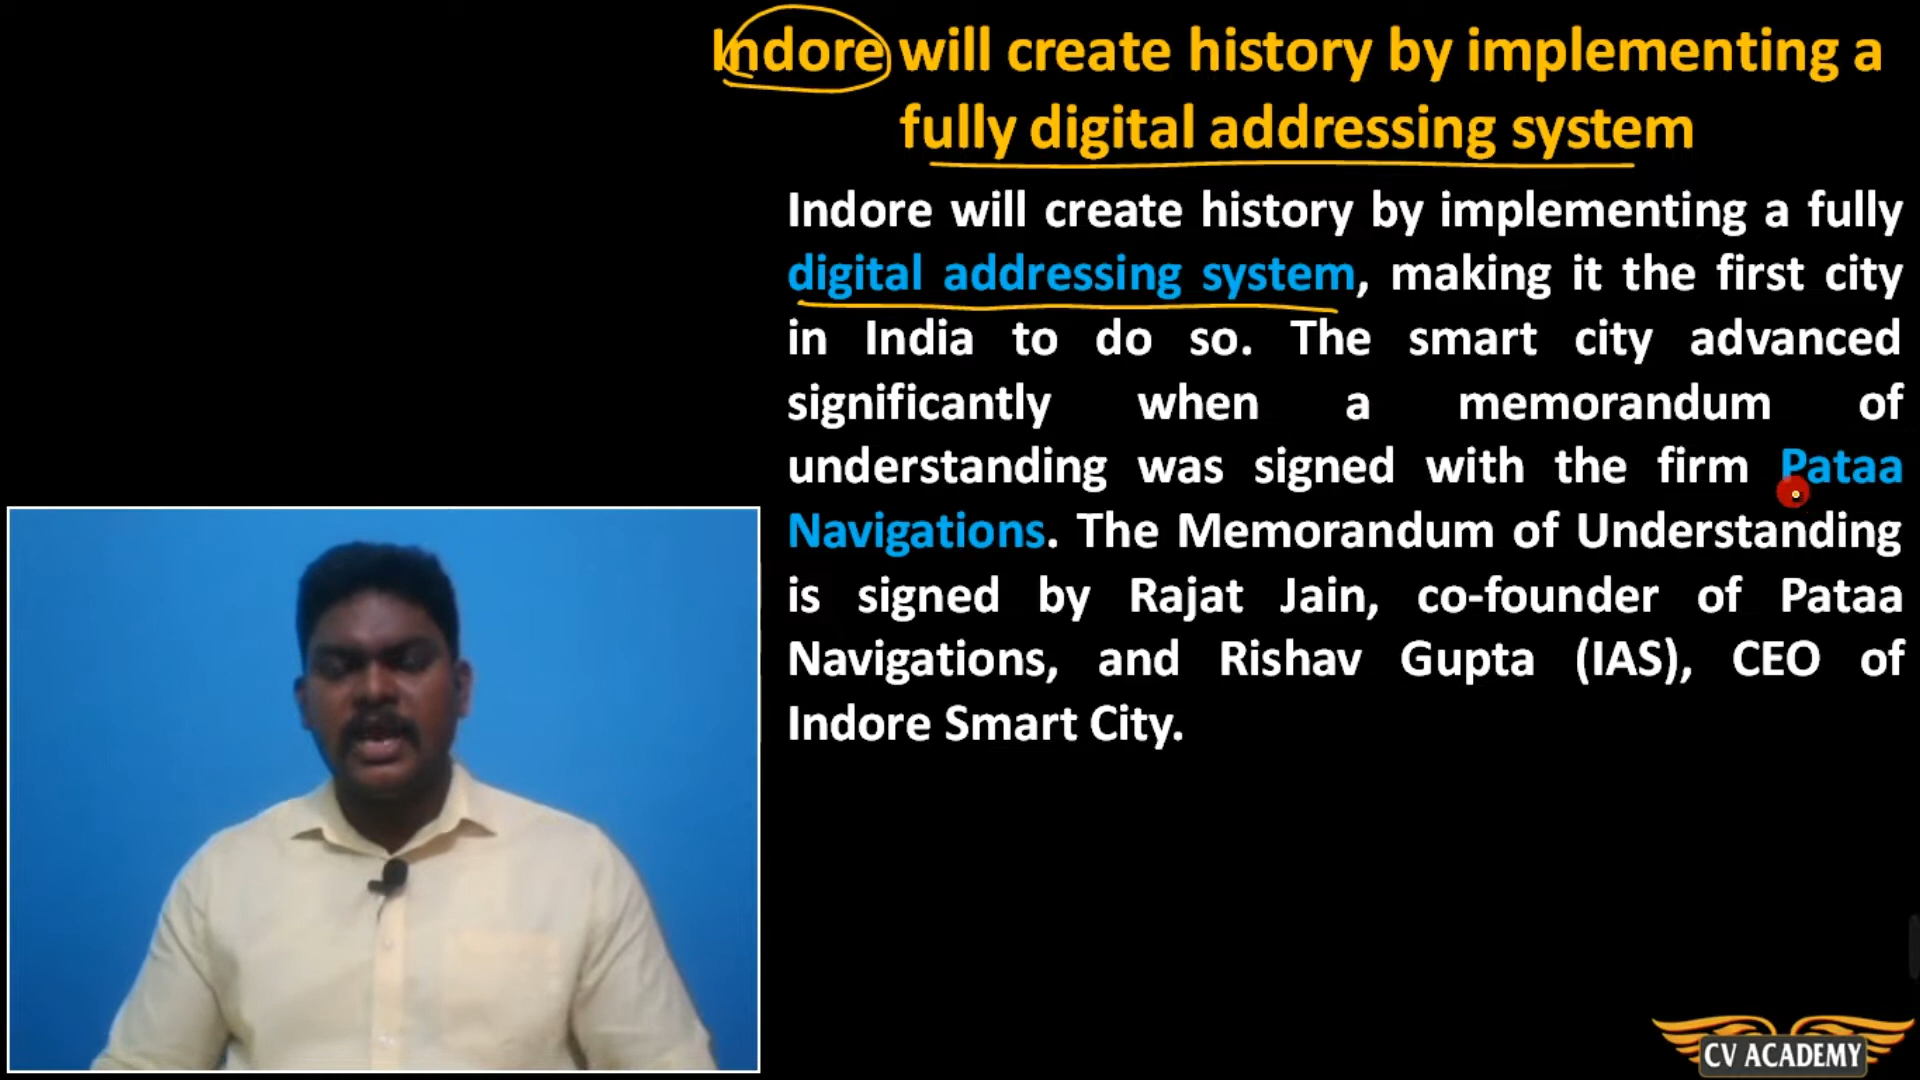 Indore will create history by implementing a
fully digital addressing system
Indore will create history by implementing a fully
digital addressing system, making it the first city
in India to do so. The smart city advanced
significantly when a memorandum of
understanding was signed with the firm Pataa
Navigations. The Memorandum of Understanding
is signed by Rajat Jain, co-founder of Pataa
Navigations, and Rishav Gupta (IAS), CEO of
Indore Smart City.
CV ACADEMY